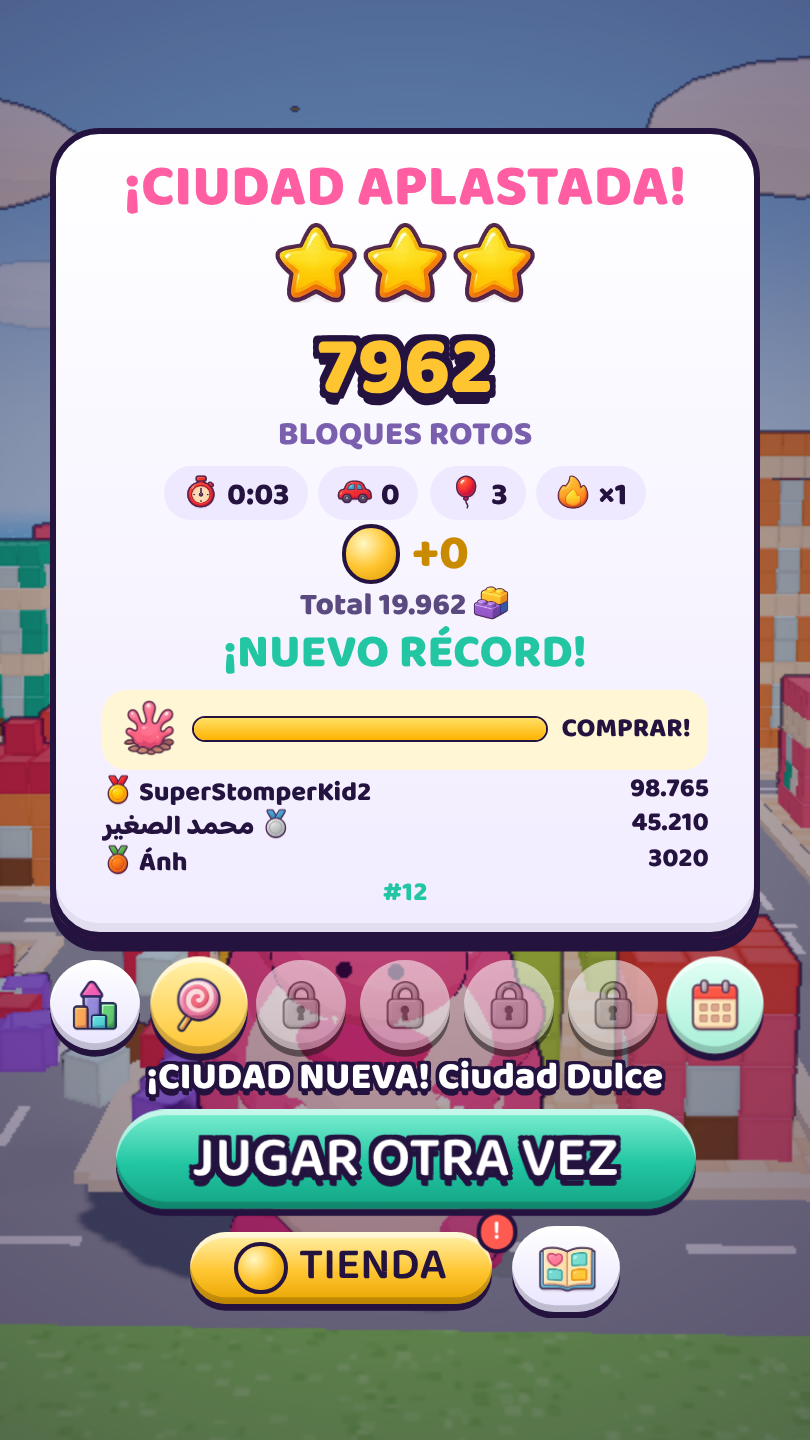 ¡CIUDAD APLASTADA!
7962
BLOQUES ROTOS
0:03 0 3 ×1
+0
Total 19.962
¡NUEVO RÉCORD!
COMPRAR!
SuperStomperKid2 98.765
محمد الصغير 45.210
Ánh 3020
#12
¡CIUDAD NUEVA! Ciudad Dulce
JUGAR OTRA VEZ
!
TIENDA